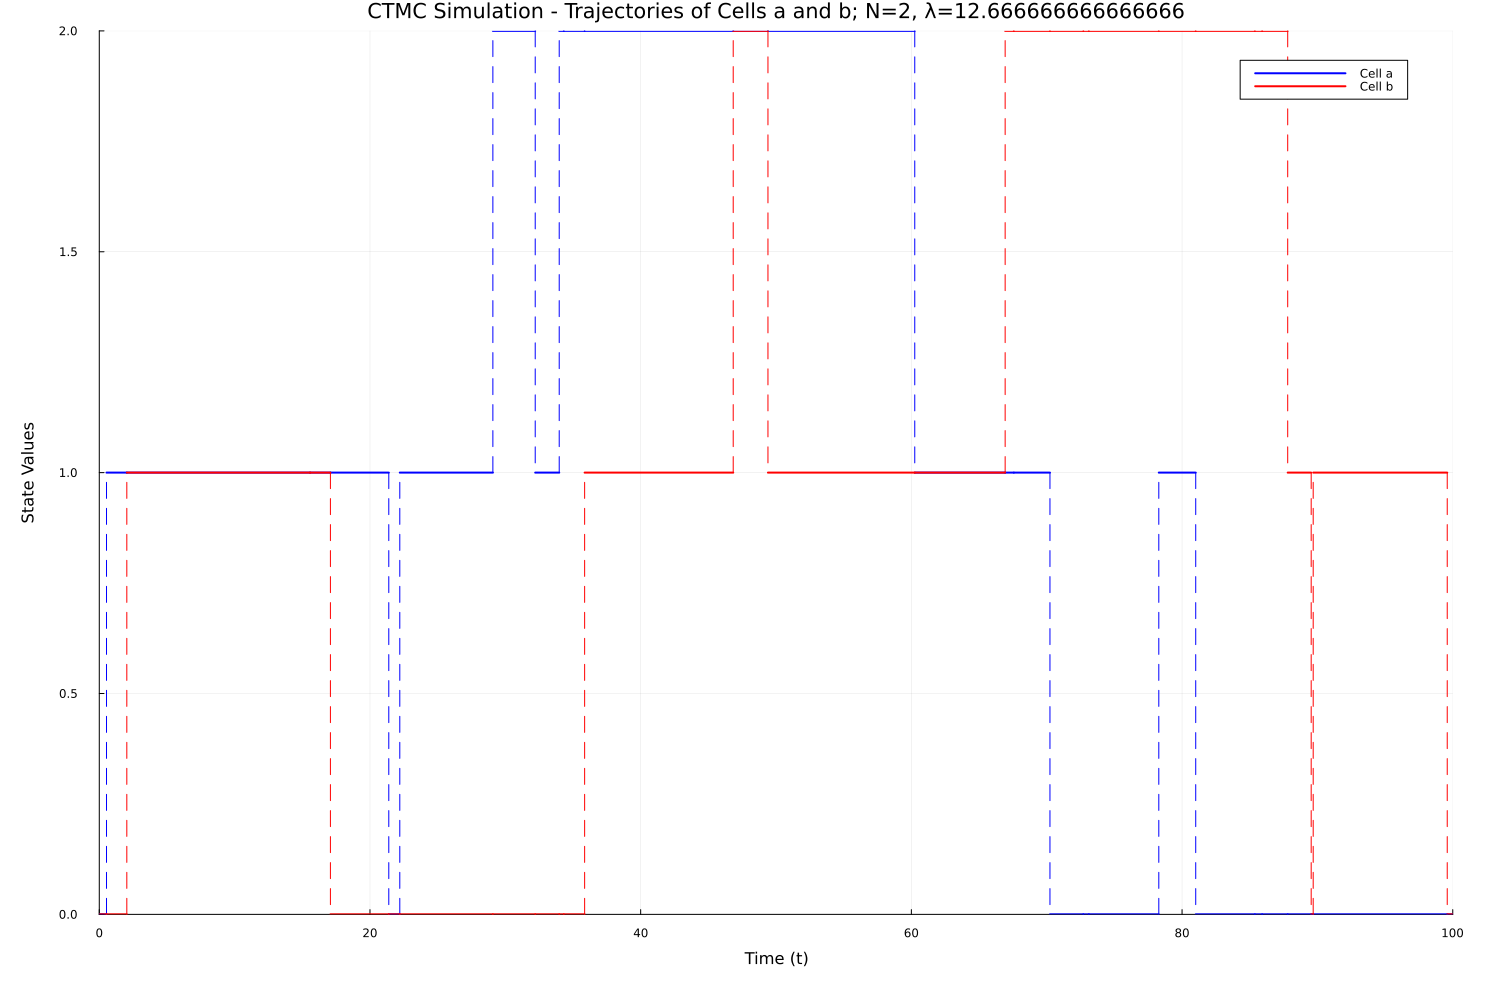 CTMC Simulation - Trajectories of Cells a and b; N=2, λ=12.666666666666666
2.0
Cell a
Cell b
1.5
1.0
State Values
0.5
0.0
0 20 40 60 80 100
Time (t)